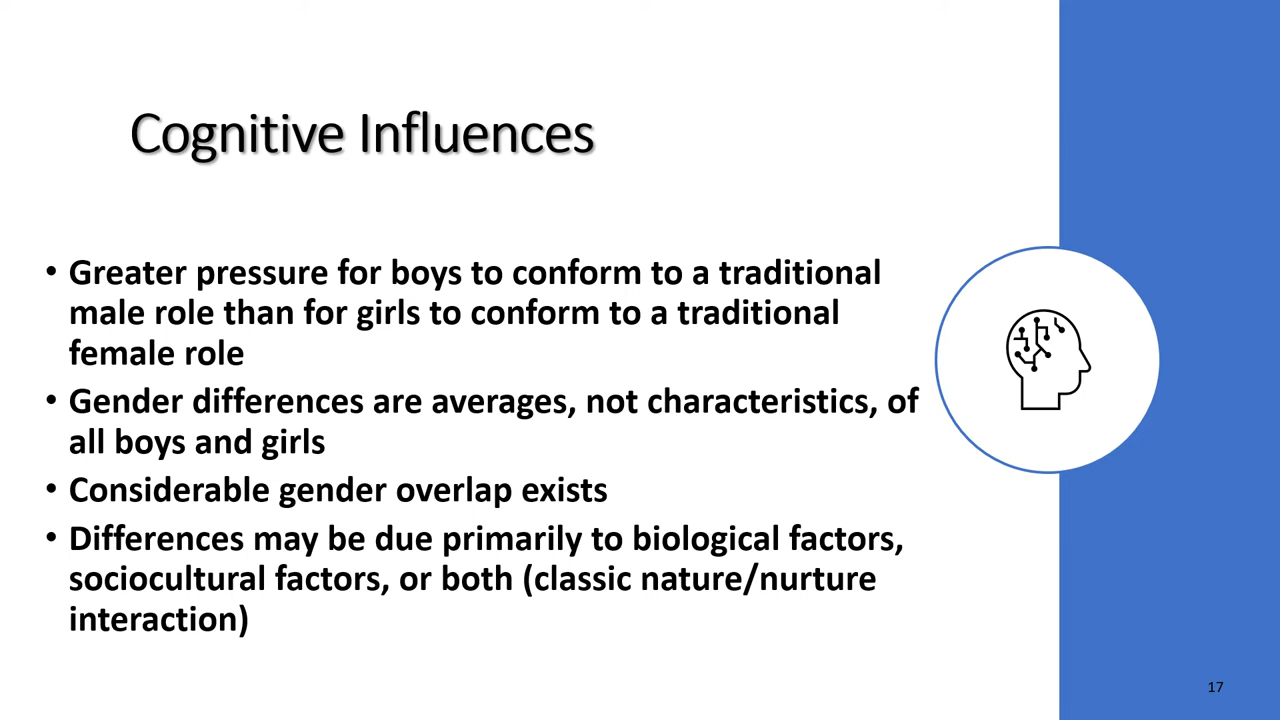 Cognitive Influences
• Greater pressure for boys to conform to a traditional
male role than for girls to conform to a traditional
female role
• Gender differences are averages, not characteristics, of
all boys and girls
• Considerable gender overlap exists
• Differences may be due primarily to biological factors,
sociocultural factors, or both (classic nature/nurture
interaction)
17